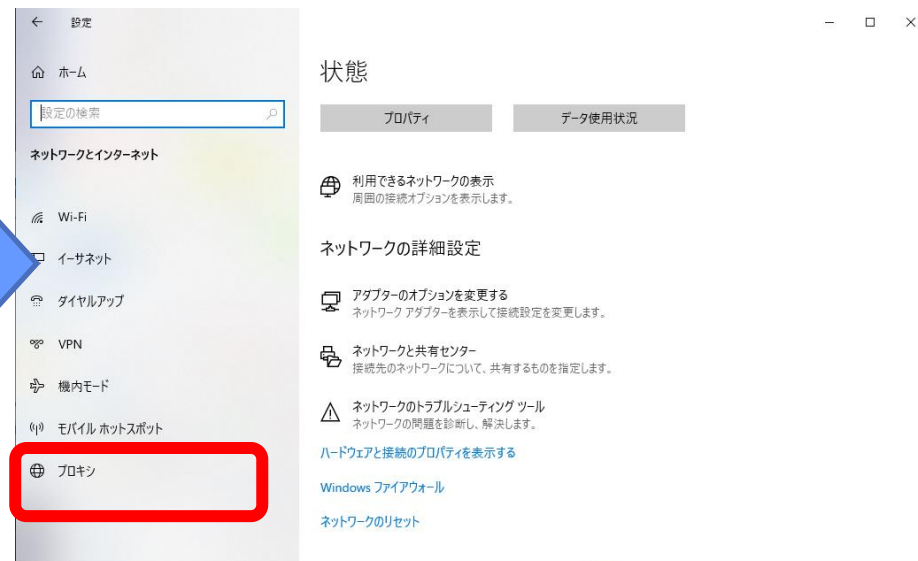 設定
ホーム
設定の検索
ネットワークとインターネット
Wi-Fi
イーサネット
ダイヤルアップ
VPN
機内モード
モバイル ホットスポット
プロキシ
状態
プロパティ
データ使用状況
利用できるネットワークの表示
周囲の接続オプションを表示します。
ネットワークの詳細設定
アダプターのオプションを変更する
ネットワーク アダプターを表示して接続設定を変更します。
ネットワークと共有センター
接続先のネットワークについて、共有するものを指定します。
ネットワークのトラブルシューティング ツール
ネットワークの問題を診断し、解決します。
ハードウェアと接続のプロパティを表示する
Windows ファイアウォール
ネットワークのリセット